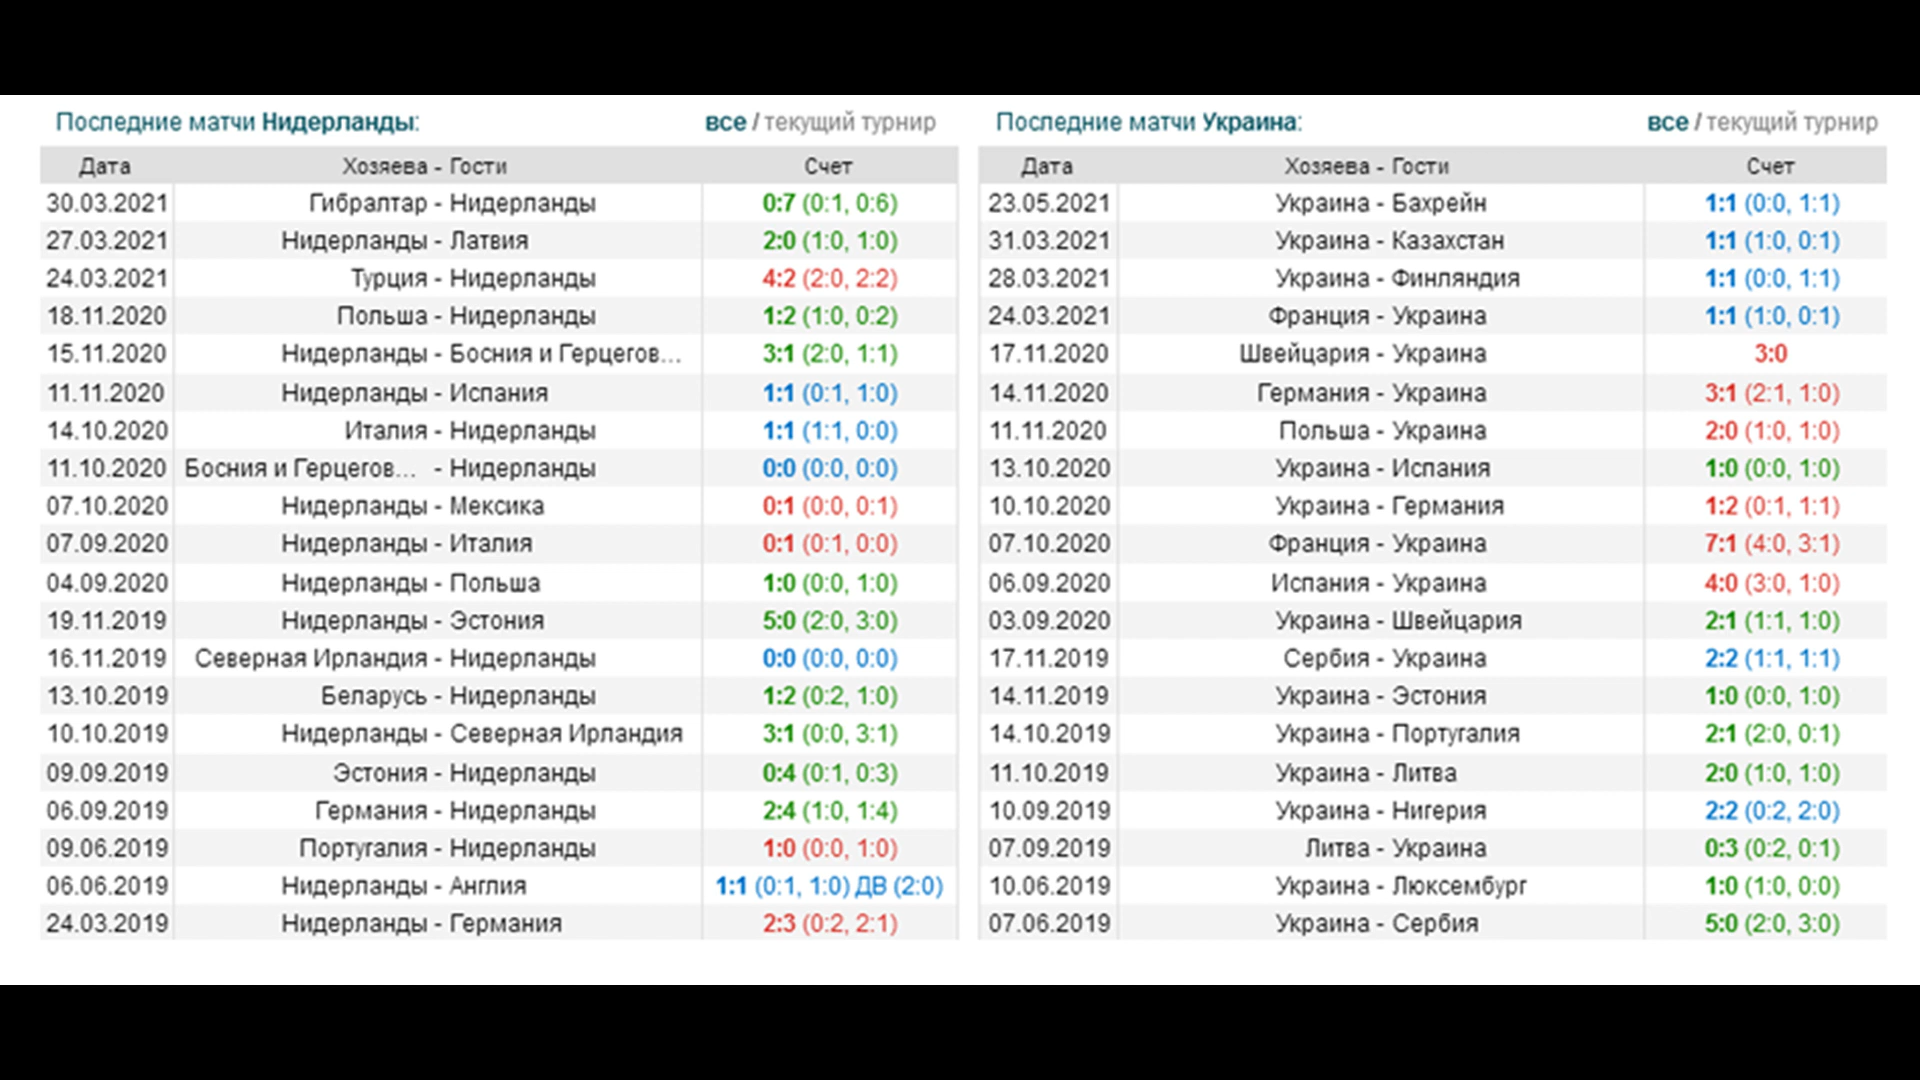 Последние матчи Нидерланды: все / текущий турнир
Дата Хозяева - Гости Счет
30.03.2021 Гибралтар - Нидерланды 0:7 (0:1, 0:6)
27.03.2021 Нидерланды - Латвия 2:0 (1:0, 1:0)
24.03.2021 Турция - Нидерланды 4:2 (2:0, 2:2)
18.11.2020 Польша - Нидерланды 1:2 (1:0, 0:2)
15.11.2020 Нидерланды - Босния и Герцегов... 3:1 (2:0, 1:1)
11.11.2020 Нидерланды - Испания 1:1 (0:1, 1:0)
14.10.2020 Италия - Нидерланды 1:1 (1:1, 0:0)
11.10.2020 Босния и Герцегов... - Нидерланды 0:0 (0:0, 0:0)
07.10.2020 Нидерланды - Мексика 0:1 (0:0, 0:1)
07.09.2020 Нидерланды - Италия 0:1 (0:1, 0:0)
04.09.2020 Нидерланды - Польша 1:0 (0:0, 1:0)
19.11.2019 Нидерланды - Эстония 5:0 (2:0, 3:0)
16.11.2019 Северная Ирландия - Нидерланды 0:0 (0:0, 0:0)
13.10.2019 Беларусь - Нидерланды 1:2 (0:2, 1:0)
10.10.2019 Нидерланды - Северная Ирландия 3:1 (0:0, 3:1)
09.09.2019 Эстония - Нидерланды 0:4 (0:1, 0:3)
06.09.2019 Германия - Нидерланды 2:4 (1:0, 1:4)
09.06.2019 Португалия - Нидерланды 1:0 (0:0, 1:0)
06.06.2019 Нидерланды - Англия 1:1 (0:1, 1:0) ДВ (2:0)
24.03.2019 Нидерланды - Германия 2:3 (0:2, 2:1)
Последние матчи Украина: все / текущий турнир
Дата Хозяева - Гости Счет
23.05.2021 Украина - Бахрейн 1:1 (0:0, 1:1)
31.03.2021 Украина - Казахстан 1:1 (1:0, 0:1)
28.03.2021 Украина - Финляндия 1:1 (0:0, 1:1)
24.03.2021 Франция - Украина 1:1 (1:0, 0:1)
17.11.2020 Швейцария - Украина 3:0
14.11.2020 Германия - Украина 3:1 (2:1, 1:0)
11.11.2020 Польша - Украина 2:0 (1:0, 1:0)
13.10.2020 Украина - Испания 1:0 (0:0, 1:0)
10.10.2020 Украина - Германия 1:2 (0:1, 1:1)
07.10.2020 Франция - Украина 7:1 (4:0, 3:1)
06.09.2020 Испания - Украина 4:0 (3:0, 1:0)
03.09.2020 Украина - Швейцария 2:1 (1:1, 1:0)
17.11.2019 Сербия - Украина 2:2 (1:1, 1:1)
14.11.2019 Украина - Эстония 1:0 (0:0, 1:0)
14.10.2019 Украина - Португалия 2:1 (2:0, 0:1)
11.10.2019 Украина - Литва 2:0 (1:0, 1:0)
10.09.2019 Украина - Нигерия 2:2 (0:2, 2:0)
07.09.2019 Литва - Украина 0:3 (0:2, 0:1)
10.06.2019 Украина - Люксембург 1:0 (1:0, 0:0)
07.06.2019 Украина - Сербия 5:0 (2:0, 3:0)